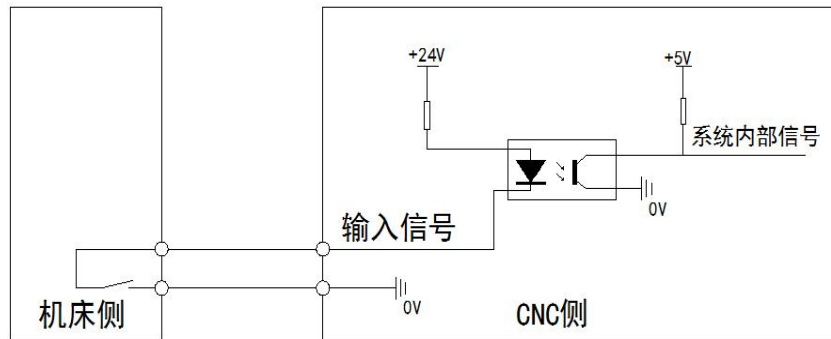 +24V
+5V
系统内部信号
0V
输入信号
0V
机床侧
CNC侧